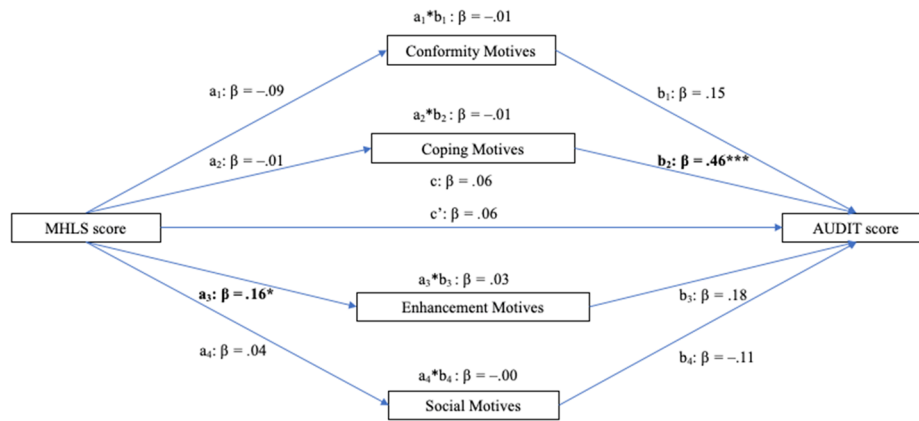 a₁*b₁ : β = –.01
Conformity Motives
a₁: β = –.09
b₁: β = .15
a₂*b₂ : β = –.01
Coping Motives
a₂: β = –.01
b₂: β = .46***
c: β = .06
c’: β = .06
MHLS score
AUDIT score
a₃*b₃ : β = .03
Enhancement Motives
a₃: β = .16*
b₃: β = .18
a₄: β = .04
b₄: β = –.11
a₄*b₄ : β = –.00
Social Motives